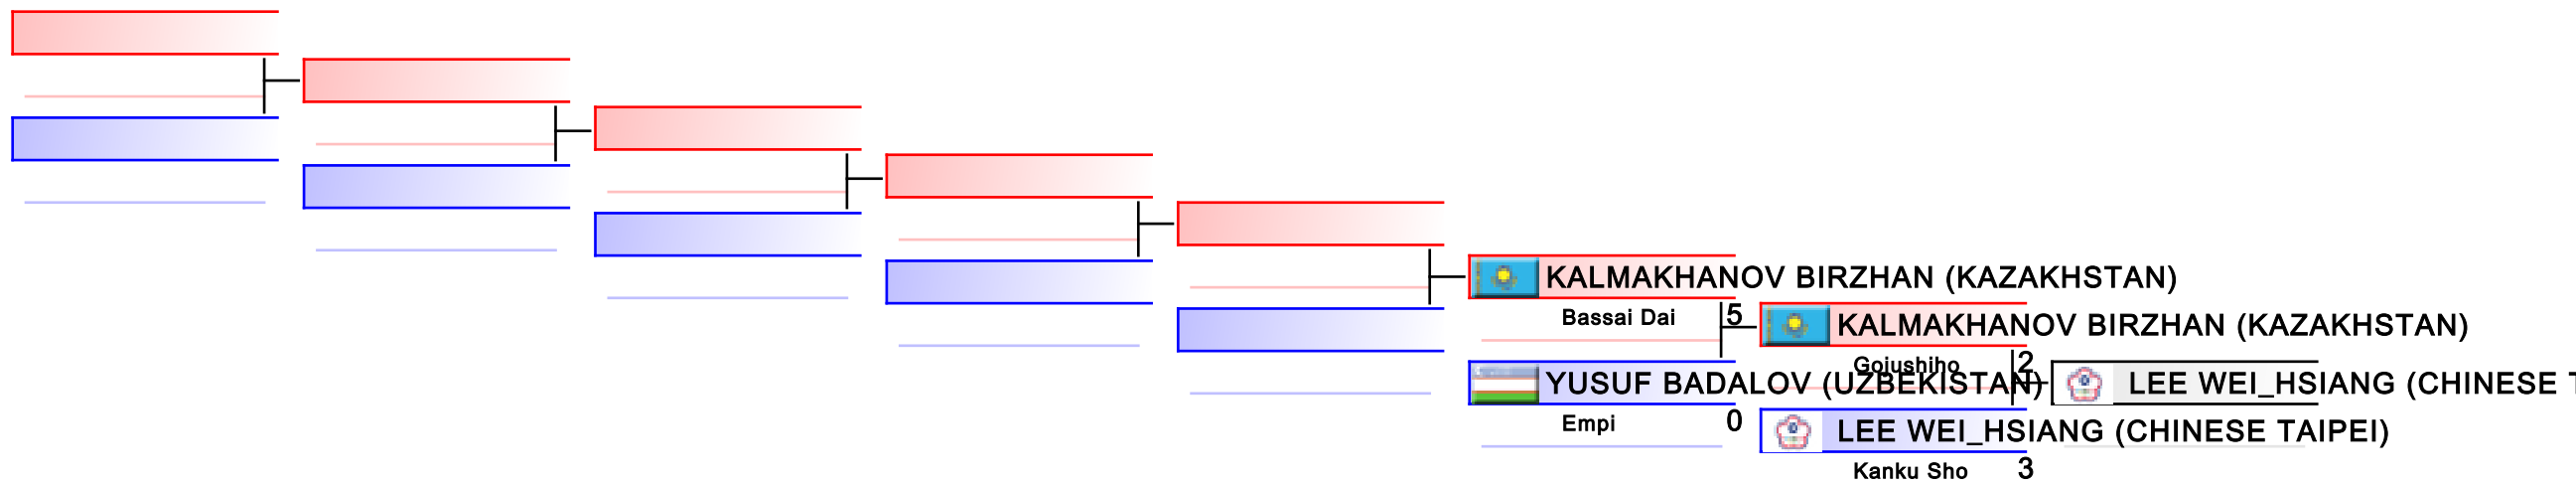 KALMAKHANOV BIRZHAN (KAZAKHSTAN)
Bassai Dai 5
YUSUF BADALOV (UZBEKISTAN)
Empi 0
KALMAKHANOV BIRZHAN (KAZAKHSTAN)
Gojushiho 2
LEE WEI_HSIANG (CHINESE TAIPEI)
Kanku Sho 3
LEE WEI_HSIANG (CHINESE T